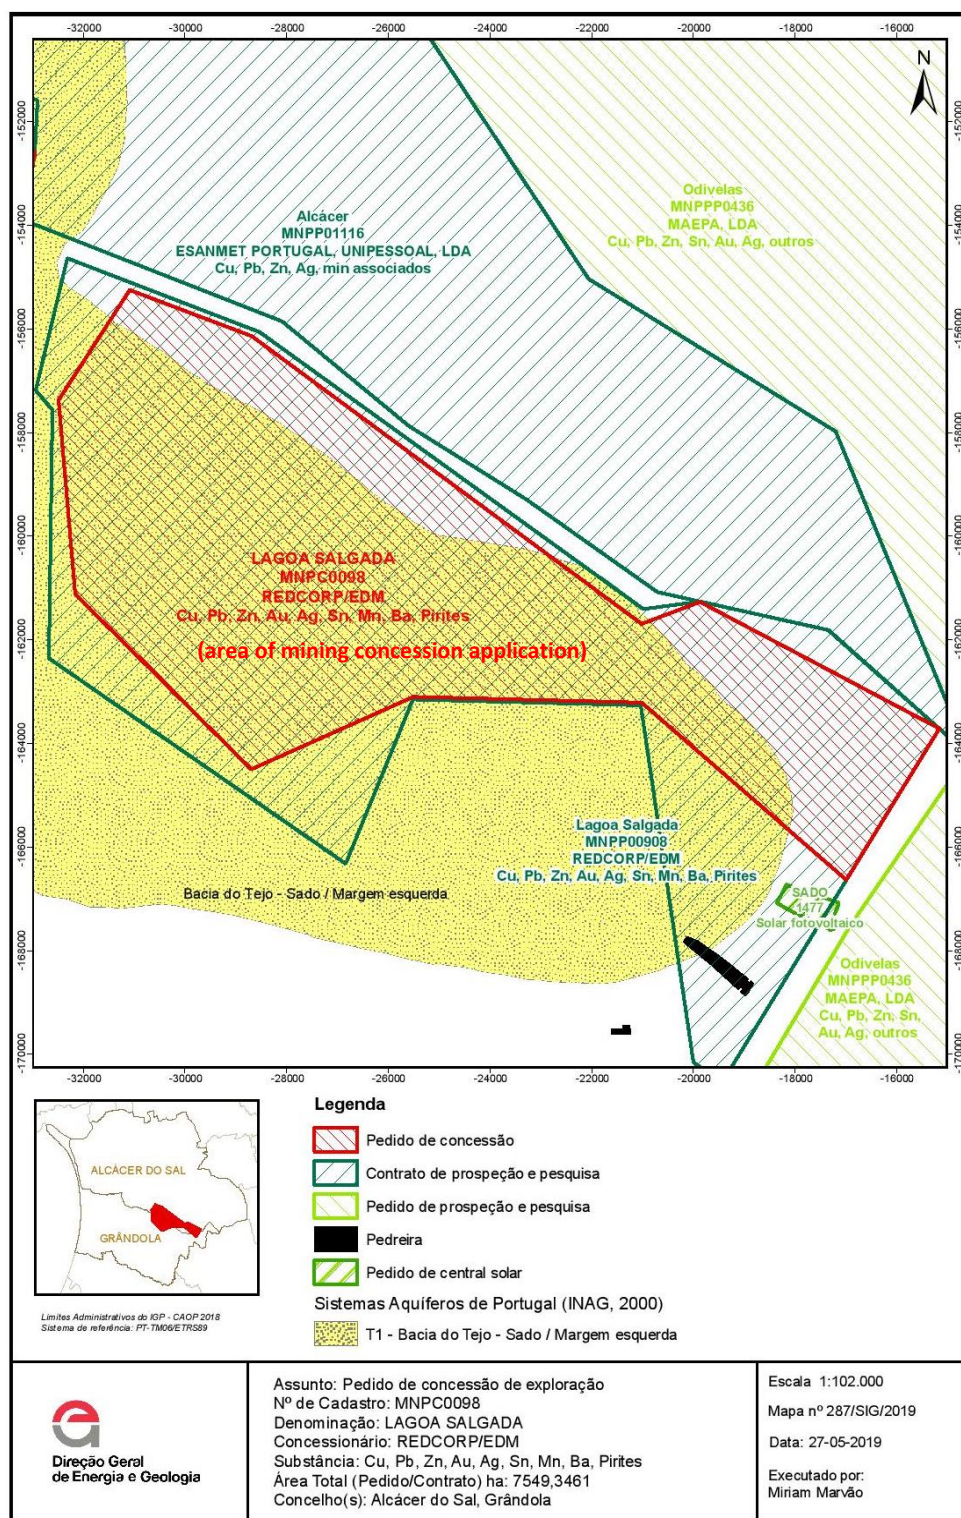 -32000
-30000
-28000
-26000
-24000
-22000
-20000
-18000
-16000
N
-152000
-154000
-156000
-158000
-160000
-162000
-164000
-166000
-168000
-170000
-152000
-154000
-156000
-158000
-160000
-162000
-164000
-166000
-168000
-170000
Odivelas
MNPPP0436
MAEPA, LDA
Cu, Pb, Zn, Sn, Au, Ag, outros
Alcácer
MNPP01116
ESANMET PORTUGAL, UNIPESSOAL, LDA
Cu, Pb, Zn, Ag, min associados
LAGOA SALGADA
MNPC0098
REDCORP/EDM
Cu, Pb, Zn, Au, Ag, Sn, Mn, Ba, Pirites
(area of mining concession application)
Lagoa Salgada
MNPP00908
REDCORP/EDM
Cu, Pb, Zn, Au, Ag, Sn, Mn, Ba, Pirites
Bacia do Tejo - Sado / Margem esquerda
SADO
1477
Solar fotovoltaico
Odivelas
MNPPP0436
MAEPA, LDA
Cu, Pb, Zn, Sn,
Au, Ag, outros
-32000
-30000
-28000
-26000
-24000
-22000
-20000
-18000
-16000
ALCÁCER DO SAL
GRÂNDOLA
Limites Administrativos do IGP - CAOP 2018
Sistema de referência: PT-TM06/ETRS89
Legenda
Pedido de concessão
Contrato de prospeção e pesquisa
Pedido de prospeção e pesquisa
Pedreira
Pedido de central solar
Sistemas Aquíferos de Portugal (INAG, 2000)
T1 - Bacia do Tejo - Sado / Margem esquerda
Direção Geral
de Energia e Geologia
Assunto: Pedido de concessão de exploração
Nº de Cadastro: MNPC0098
Denominação: LAGOA SALGADA
Concessionário: REDCORP/EDM
Substância: Cu, Pb, Zn, Au, Ag, Sn, Mn, Ba, Pirites
Área Total (Pedido/Contrato) ha: 7549,3461
Concelho(s): Alcácer do Sal, Grândola
Escala 1:102.000
Mapa nº 287/SIG/2019
Data: 27-05-2019
Executado por:
Miriam Marvão